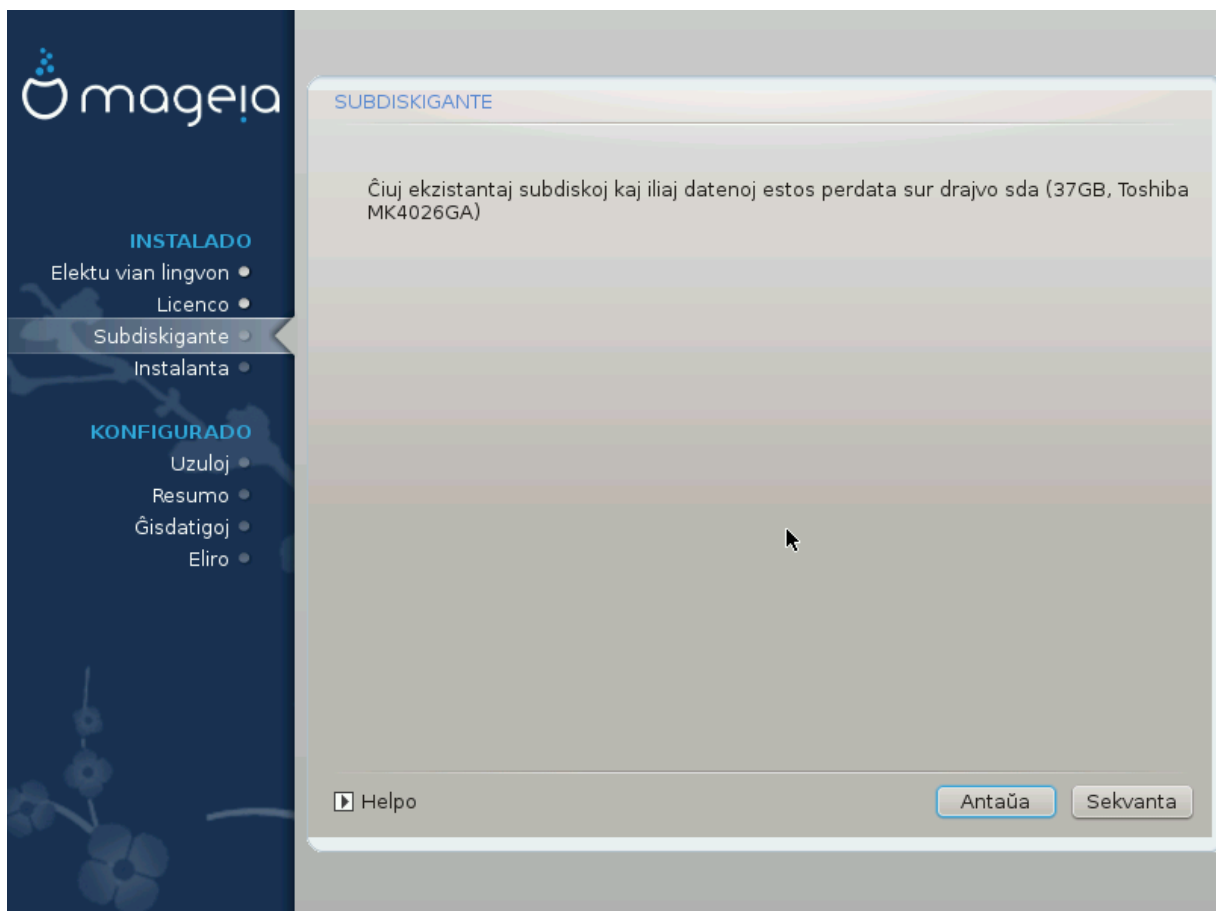 mageia
INSTALADO
Elektu vian lingvon
Licenco
Subdiskigante
Instalanta
KONFIGURADO
Uzuloj
Resumo
Ĝisdatigoj
Eliro
SUBDISKIGANTE
Ĉiuj ekzistantaj subdiskoj kaj iliaj datenoj estos perdata sur drajvo sda (37GB, Toshiba
MK4026GA)
Helpo
Antaŭa
Sekvanta